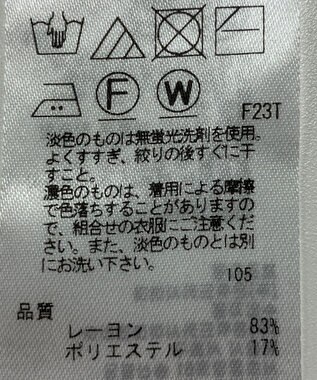 F
W
F23T
淡色のものは無蛍光洗剤を使用。
よくすすぎ、絞りの後すぐに干
すこと。
濃色のものは、着用による摩擦
で色落ちすることがありますの
で、組合せの衣服にご注意くだ
さい。また、淡色のものとは別
にお洗い下さい。
105
品質
レーヨン 83%
ポリエステル 17%